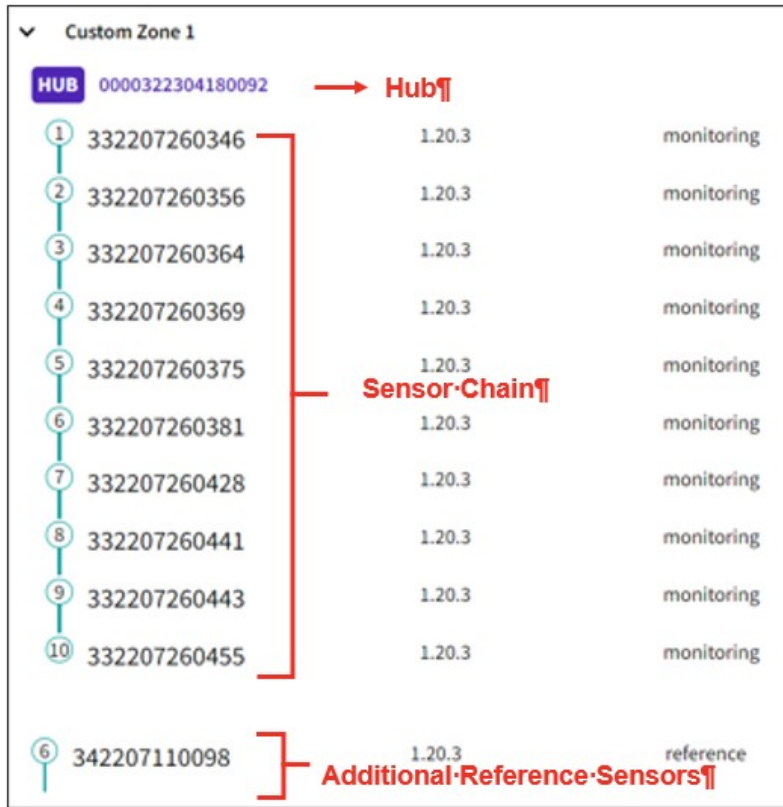 Custom Zone 1
HUB 0000322304180092 Hub¶
1 332207260346 1.20.3 monitoring
2 332207260356 1.20.3 monitoring
3 332207260364 1.20.3 monitoring
4 332207260369 1.20.3 monitoring
5 332207260375 1.20.3 monitoring
Sensor·Chain¶
6 332207260381 1.20.3 monitoring
7 332207260428 1.20.3 monitoring
8 332207260441 1.20.3 monitoring
9 332207260443 1.20.3 monitoring
10 332207260455 1.20.3 monitoring
6 342207110098 1.20.3 reference
Additional·Reference·Sensors¶